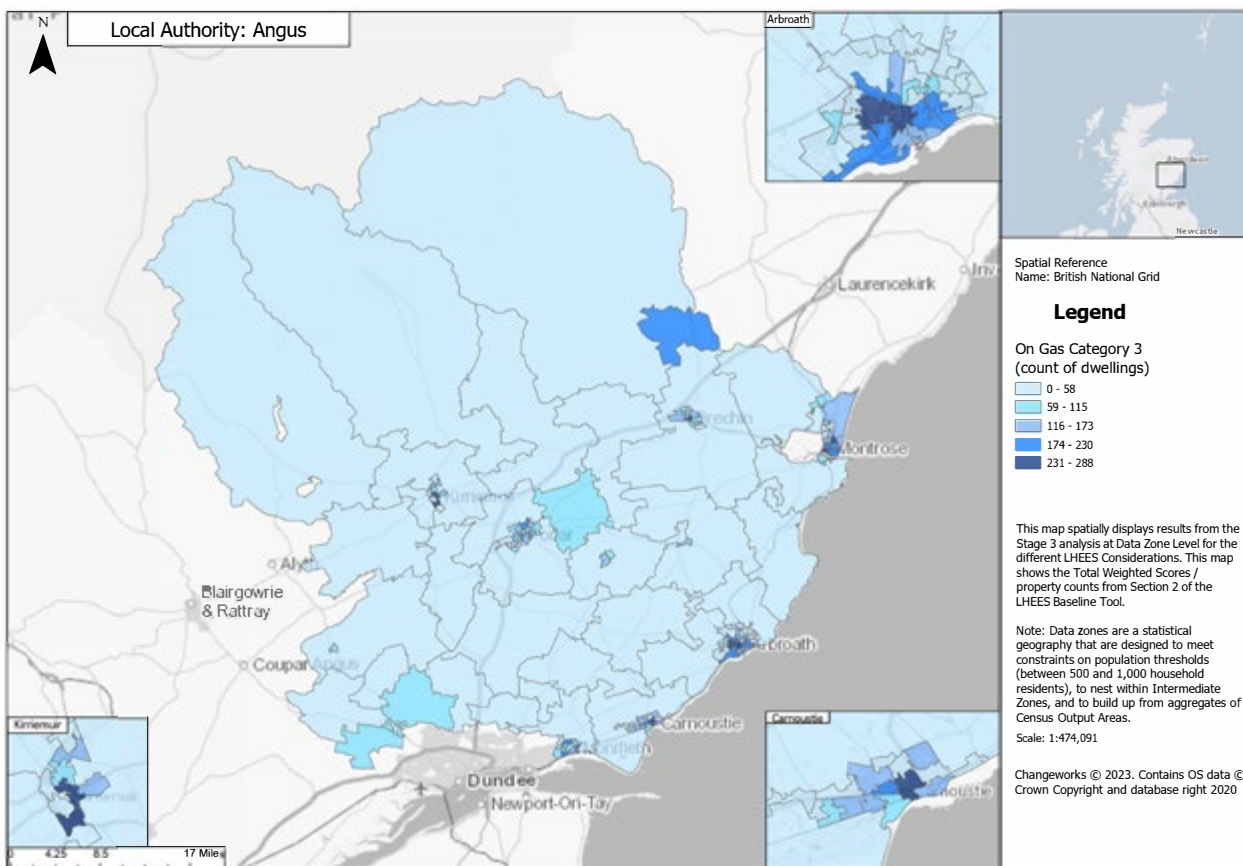 N
Local Authority: Angus
Arbroath
Laurencekirk
Montrose
Blairgowrie
& Rattray
Coupar Angus
Carnoustie
Dundee
Newport-On-Tay
Kirriemuir
Carnoustie
0 4.25 8.5 17 Mile
Edinburgh
Newcastle
Spatial Reference
Name: British National Grid
Legend
On Gas Category 3
(count of dwellings)
0 - 58
59 - 115
116 - 173
174 - 230
231 - 288
This map spatially displays results from the
Stage 3 analysis at Data Zone Level for the
different LHEES Considerations. This map
shows the Total Weighted Scores /
property counts from Section 2 of the
LHEES Baseline Tool.
Note: Data zones are a statistical
geography that are designed to meet
constraints on population thresholds
(between 500 and 1,000 household
residents), to nest within Intermediate
Zones, and to build up from aggregates of
Census Output Areas.
Scale: 1:474,091
Changeworks © 2023. Contains OS data ©
Crown Copyright and database right 2020